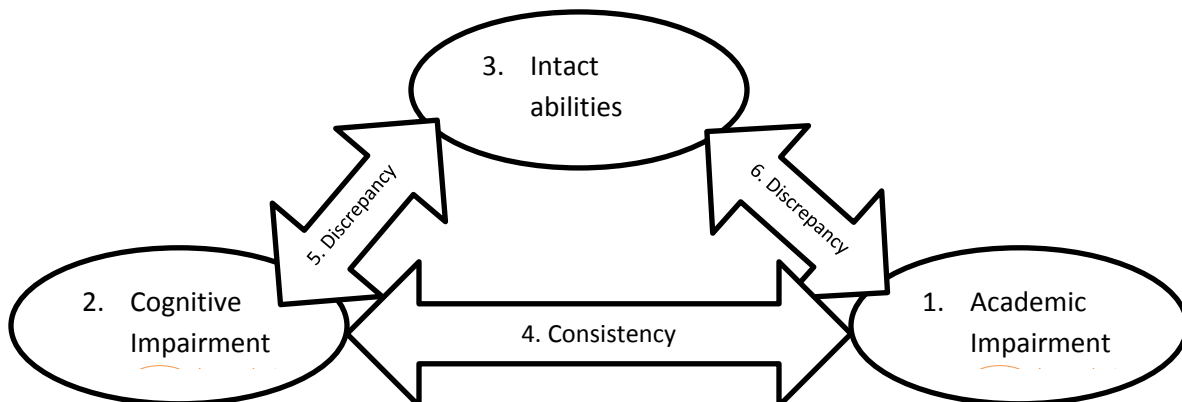 3. Intact
abilities
5. Discrepancy
6. Discrepancy
2. Cognitive
Impairment
4. Consistency
1. Academic
Impairment